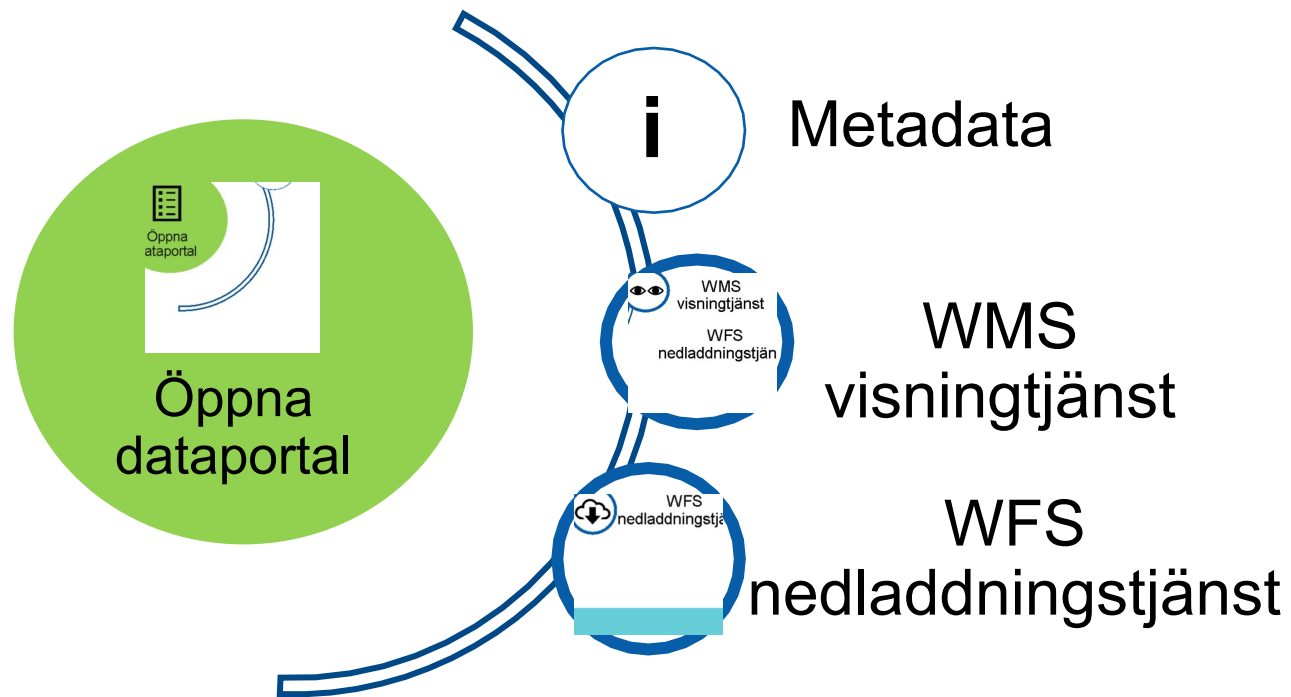 i
Metadata
Öppna
ataportal
Öppna
dataportal
WMS
visningtjänst
WFS
nedladdningstjän
WMS
visningtjänst
WFS
nedladdningstjä
WFS
nedladdningstjänst